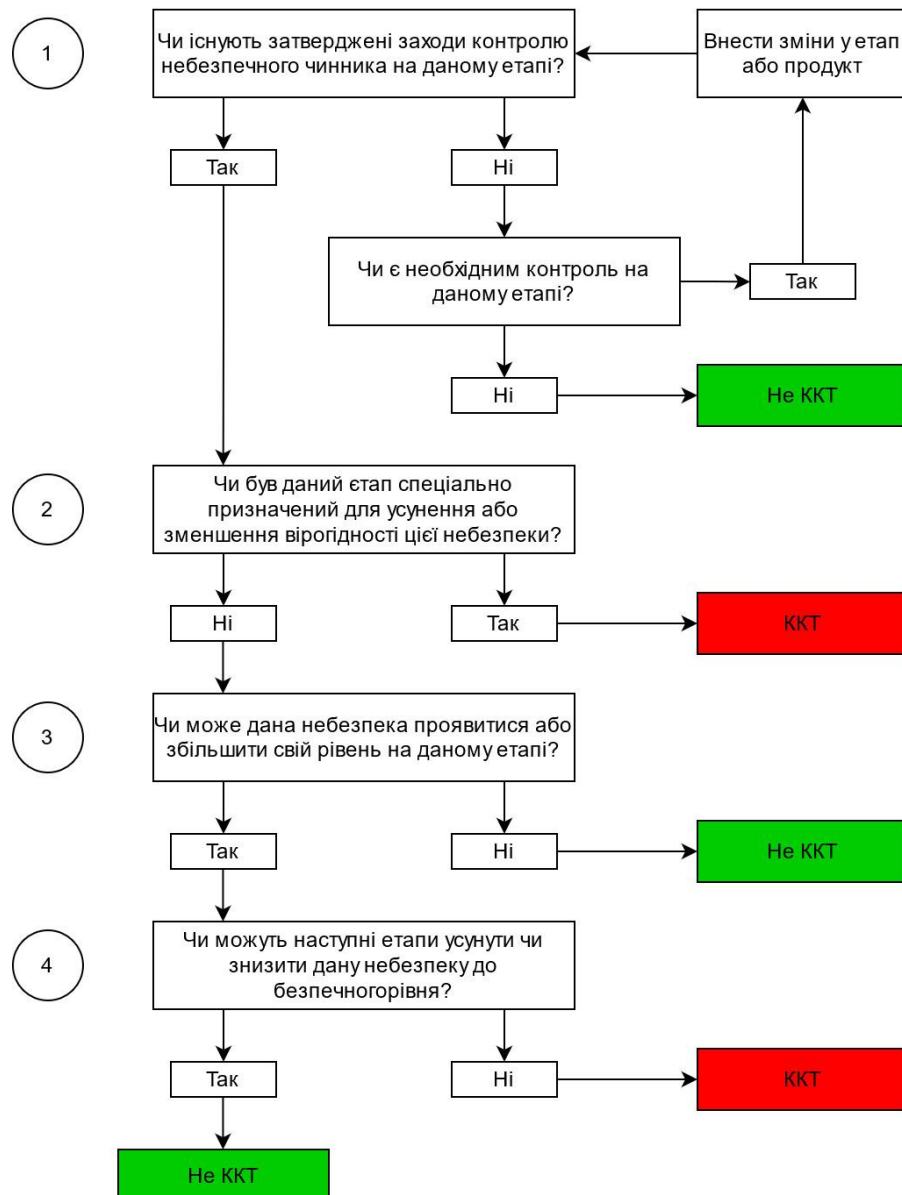 1
Чи існують затверджені заходи контролю
небезпечного чинника на даному етапі?
Внести зміни у етап
або продукт
Так
Ні
Чи є необхідним контроль на
даному етапі?
Так
Ні
Не ККТ
2
Чи був даний єтап спеціально
призначений для усунення або
зменшення вірогідності цієї небезпеки?
Ні
Так
ККТ
3
Чи може дана небезпека проявитися або
збільшити свій рівень на даному етапі?
Так
Ні
Не ККТ
4
Чи можуть наступні етапи усунути чи
знизити дану небезпеку до
безпечногорівня?
Так
Ні
ККТ
Не ККТ